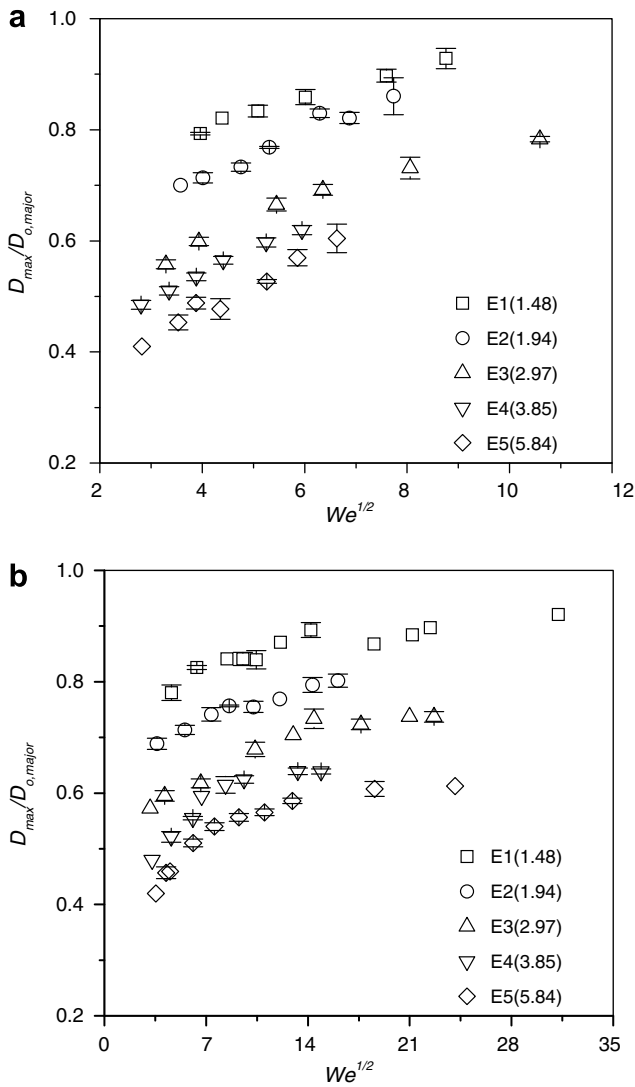 a
1.0
0.8
0.6
0.4
0.2
D_max/D_o,major
E1(1.48)
E2(1.94)
E3(2.97)
E4(3.85)
E5(5.84)
2 4 6 8 10 12
We^1/2
b
1.0
0.8
0.6
0.4
0.2
D_max/D_o,major
E1(1.48)
E2(1.94)
E3(2.97)
E4(3.85)
E5(5.84)
0 7 14 21 28 35
We^1/2